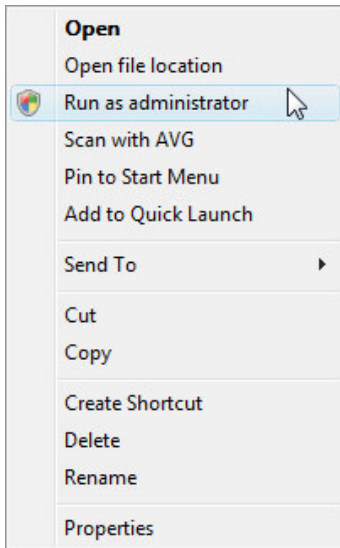 Open
Open file location
Run as administrator
Scan with AVG
Pin to Start Menu
Add to Quick Launch
Send To
Cut
Copy
Create Shortcut
Delete
Rename
Properties